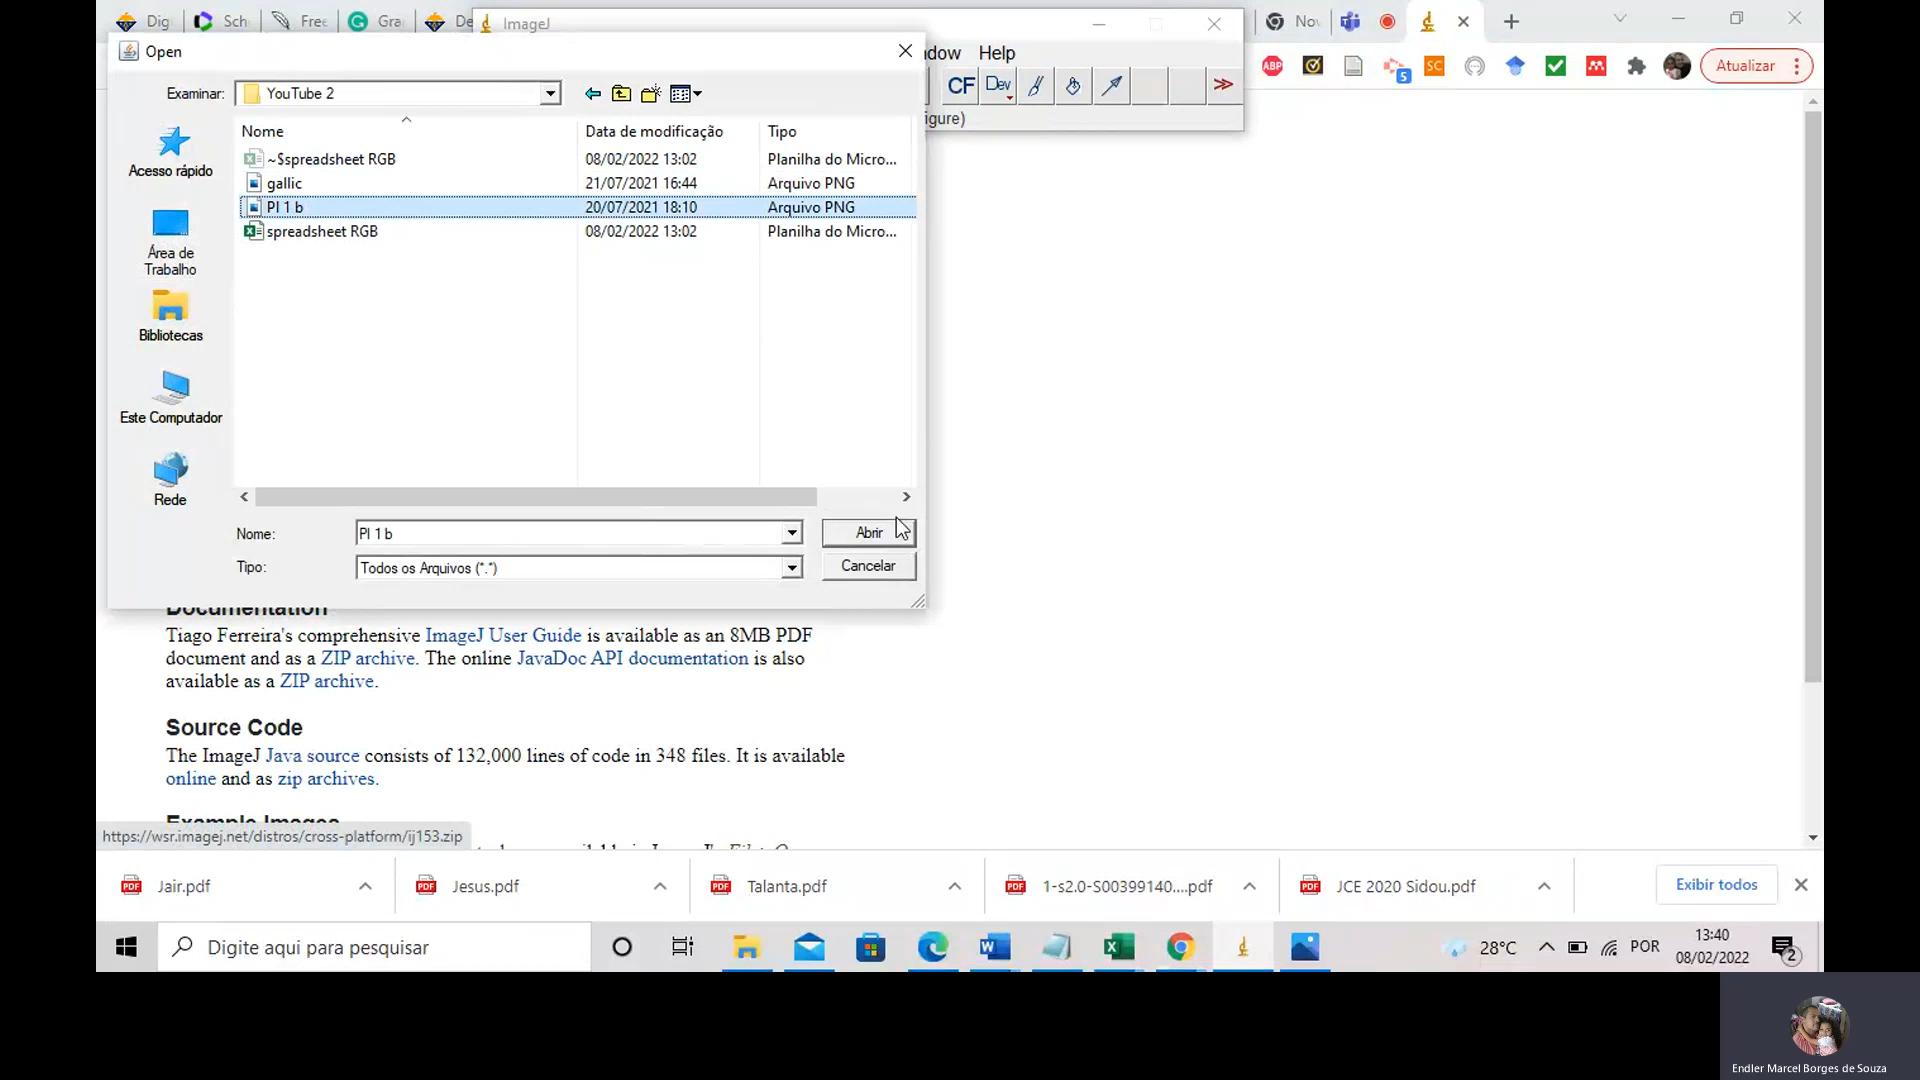 Dig
Sch
Free
Gra
De
ImageJ
No
Open
dow
Help
ABP
5
SC
Atualizar
Examinar:
YouTube 2
CF
Dev
igure)
Nome
Data de modificação
Tipo
~$spreadsheet RGB
08/02/2022 13:02
Planilha do Micro...
gallic
21/07/2021 16:44
Arquivo PNG
PI 1 b
20/07/2021 18:10
Arquivo PNG
spreadsheet RGB
08/02/2022 13:02
Planilha do Micro...
Acesso rápido
Área de
Trabalho
Bibliotecas
Este Computador
Rede
Nome:
PI 1 b
Abrir
Tipo:
Todos os Arquivos (*.*)
Cancelar
Documentation
Tiago Ferreira's comprehensive ImageJ User Guide is available as an 8MB PDF
document and as a ZIP archive. The online JavaDoc API documentation is also
available as a ZIP archive.
Source Code
The ImageJ Java source consists of 132,000 lines of code in 348 files. It is available
online and as zip archives.
Example Images
https://wsr.imagej.net/distros/cross-platform/ij153.zip
Jair.pdf
Jesus.pdf
Talanta.pdf
1-s2.0-S00399140....pdf
JCE 2020 Sidou.pdf
Exibir todos
Digite aqui para pesquisar
28°C
POR
13:40
08/02/2022
2
Endler Marcel Borges de Souza